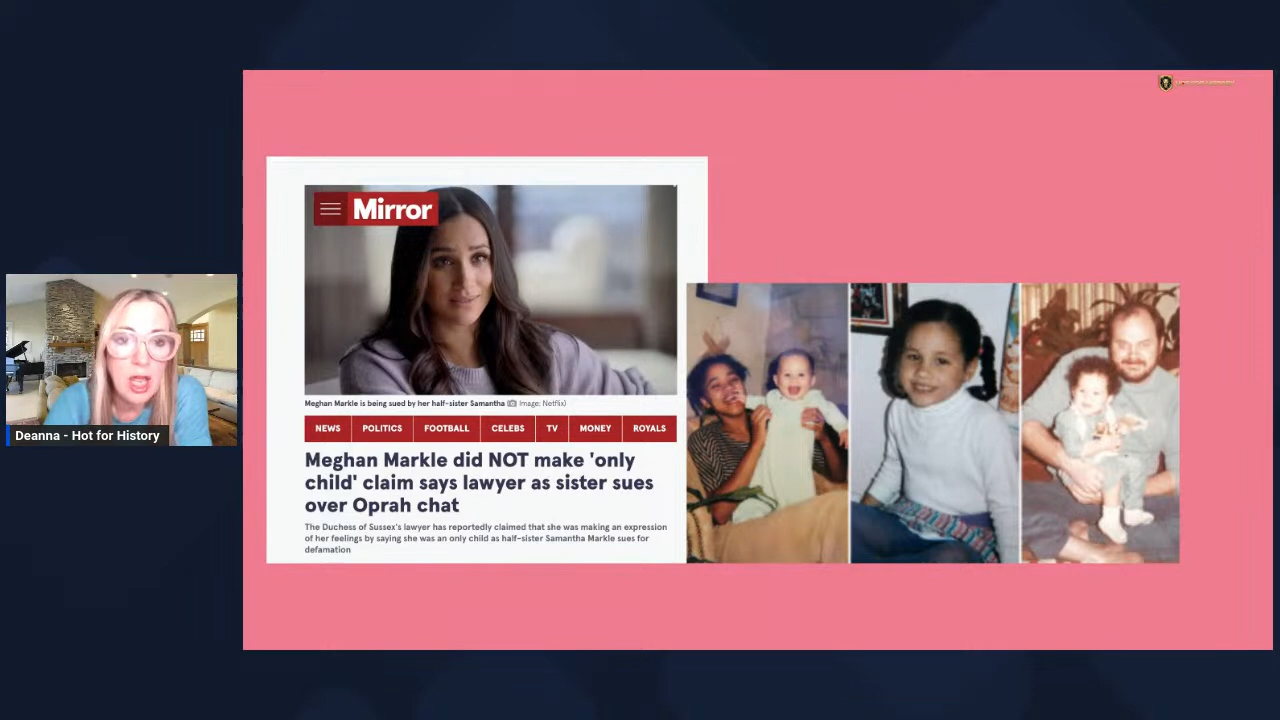 Mirror
Meghan Markle is being sued by her half-sister Samantha Image: Netflix)
NEWS POLITICS FOOTBALL CELEBS TV MONEY ROYALS
Meghan Markle did NOT make 'only
child' claim says lawyer as sister sues
over Oprah chat
The Duchess of Sussex's lawyer has reportedly claimed that she was making an expression
of her feelings by saying she was an only child as half-sister Samantha Markle sues for
defamation
Deanna - Hot for History